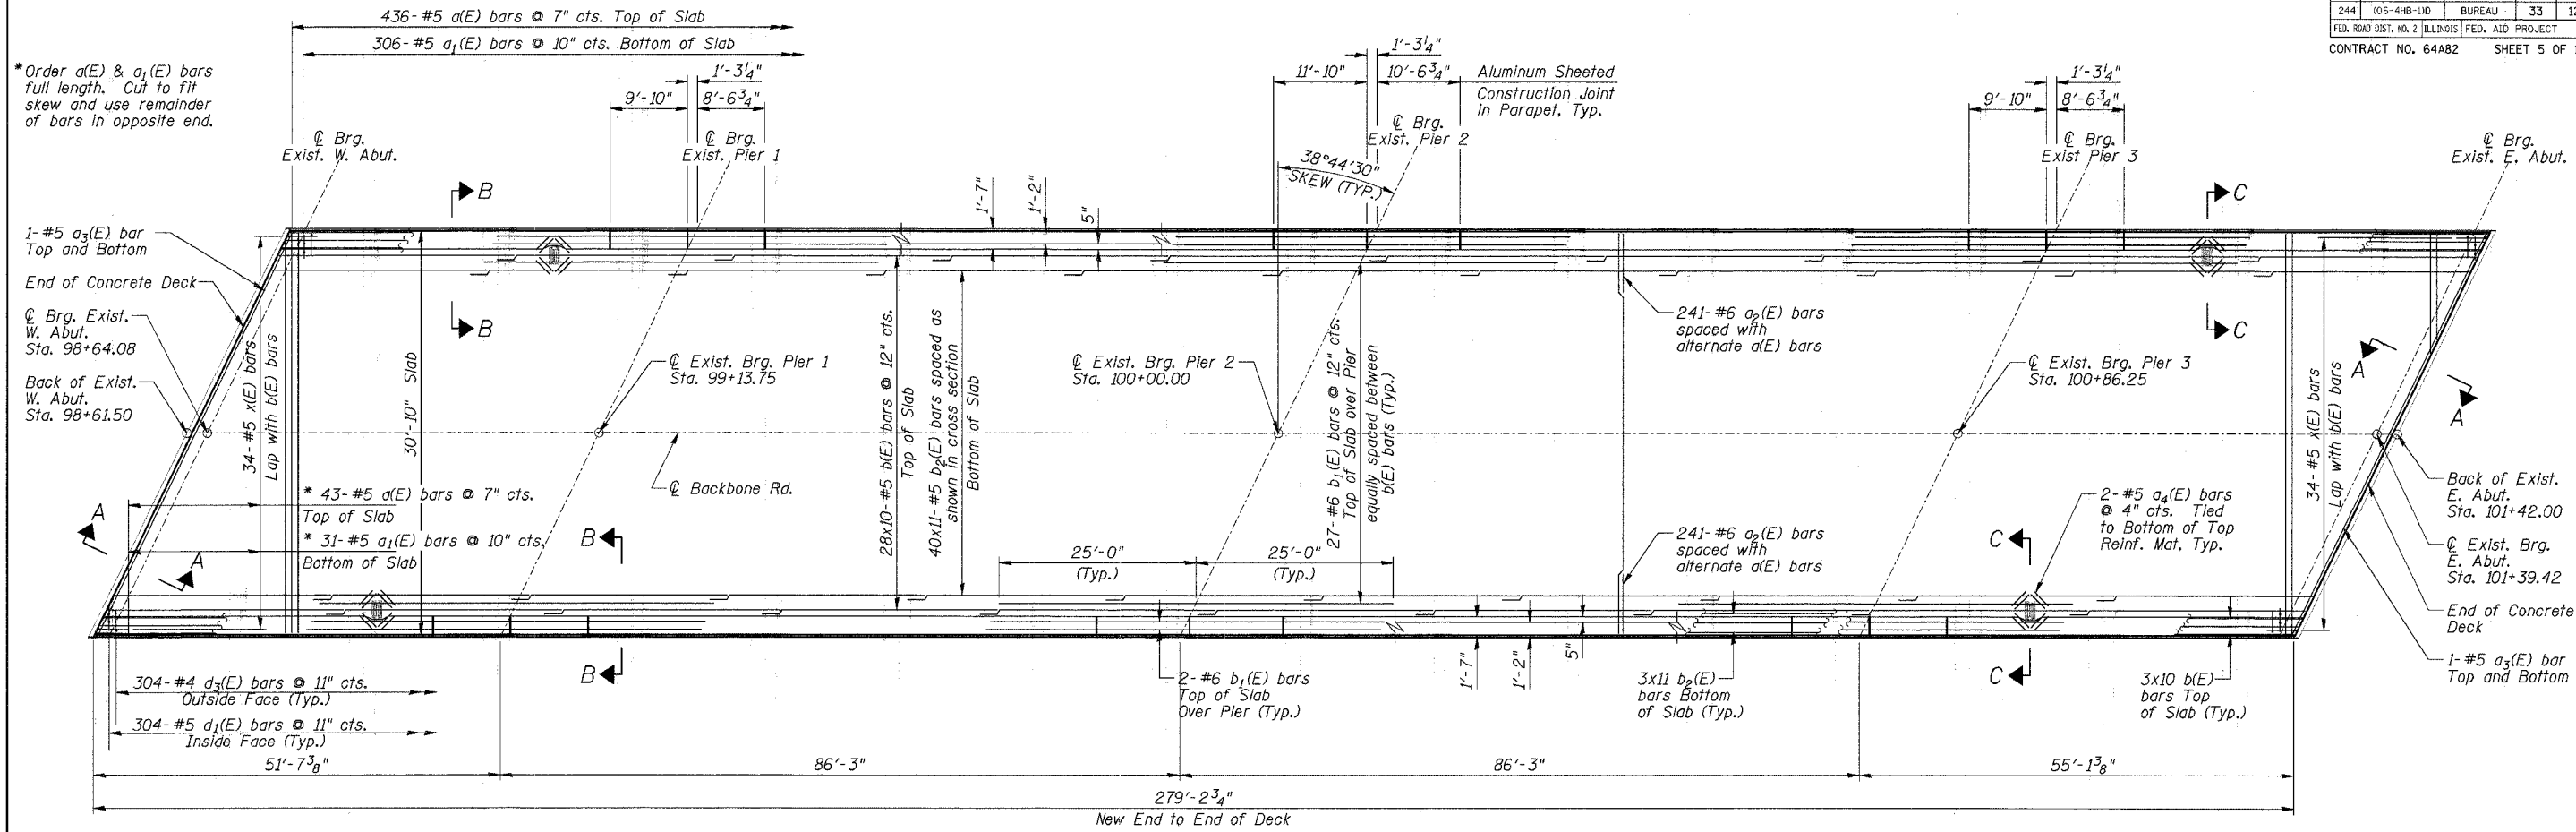 244 (06-4HB-1)D BUREAU 33
FED. ROAD DIST. NO. 2 ILLINOIS FED. AID PROJECT
CONTRACT NO. 64A82 SHEET 5 OF
436-#5 a(E) bars @ 7" cts. Top of Slab
306-#5 a1(E) bars @ 10" cts. Bottom of Slab
*Order a(E) & a1(E) bars
full length. Cut to fit
skew and use remainder
of bars in opposite end.
1'-3¼"
9'-10"
8'-6¾"
1'-3¼"
11'-10"
10'-6¾"
Aluminum Sheeted
Construction Joint
in Parapet, Typ.
1'-3¼"
9'-10"
8'-6¾"
℄ Brg.
Exist. W. Abut.
℄ Brg.
Exist. Pier 1
℄ Brg.
Exist. Pier 2
℄ Brg.
Exist Pier 3
℄ Brg.
Exist. E. Abut.
38°44'30"
SKEW (TYP.)
B
B
1'-7"
1'-2"
5"
C
C
1-#5 a3(E) bar
Top and Bottom
End of Concrete Deck
℄ Brg. Exist.
W. Abut.
Sta. 98+64.08
Back of Exist.
W. Abut.
Sta. 98+61.50
34-#5 x(E) bars
Lap with b(E) bars
30'-10" Slab
℄ Exist. Brg. Pier 1
Sta. 99+13.75
℄ Backbone Rd.
28x10-#5 b(E) bars @ 12" cts.
Top of Slab
40x11-#5 b2(E) bars spaced as
shown in cross section
Bottom of Slab
℄ Exist. Brg. Pier 2
Sta. 100+00.00
27-#6 b1(E) bars @ 12" cts.
Top of Slab over Pier
equally spaced between
b(E) bars (Typ.)
241-#6 a2(E) bars
spaced with
alternate a(E) bars
℄ Exist. Brg. Pier 3
Sta. 100+86.25
34-#5 x(E) bars
Lap with b(E) bars
A
A
Back of Exist.
E. Abut.
Sta. 101+42.00
℄ Exist. Brg.
E. Abut.
Sta. 101+39.42
End of Concrete
Deck
1-#5 a3(E) bar
Top and Bottom
* 43-#5 a(E) bars @ 7" cts.
Top of Slab
* 31-#5 a1(E) bars @ 10" cts.
Bottom of Slab
A
A
B
B
25'-0"
(Typ.)
25'-0"
(Typ.)
241-#6 a2(E) bars
spaced with
alternate a(E) bars
2-#5 a4(E) bars
@ 4" cts. Tied
to Bottom of Top
Reinf. Mat, Typ.
C
C
304-#4 d3(E) bars @ 11" cts.
Outside Face (Typ.)
304-#5 d1(E) bars @ 11" cts.
Inside Face (Typ.)
2-#6 b1(E) bars
Top of Slab
Over Pier (Typ.)
1'-7"
1'-2"
5"
3x11 b2(E)
bars Bottom
of Slab (Typ.)
3x10 b(E)
bars Top
of Slab (Typ.)
51'-7⅜"
86'-3"
86'-3"
55'-1⅜"
279'-2¾"
New End to End of Deck